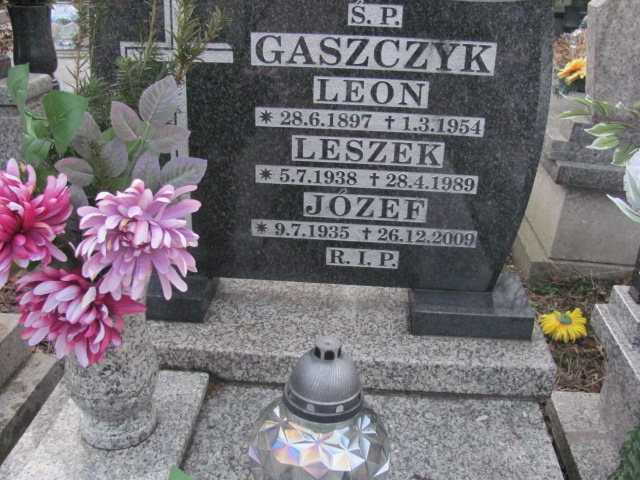 Ś. P.
GASZCZYK
LEON
✴ 28.6.1897 ✝ 1.3.1954
LESZEK
✴ 5.7.1938 ✝ 28.4.1989
JÓZEF
✴ 9.7.1935 ✝ 26.12.2009
R. I. P.